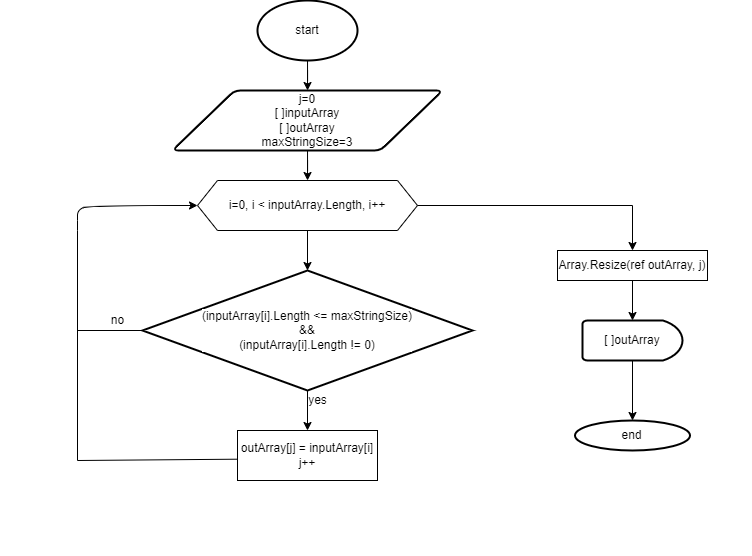 start
j=0
[ ]inputArray
[ ]outArray
maxStringSize=3
i=0, i < inputArray.Length, i++
Array.Resize(ref outArray, j)
(inputArray[i].Length <= maxStringSize)
&&
(inputArray[i].Length != 0)
no
[ ]outArray
yes
end
outArray[j] = inputArray[i]
j++